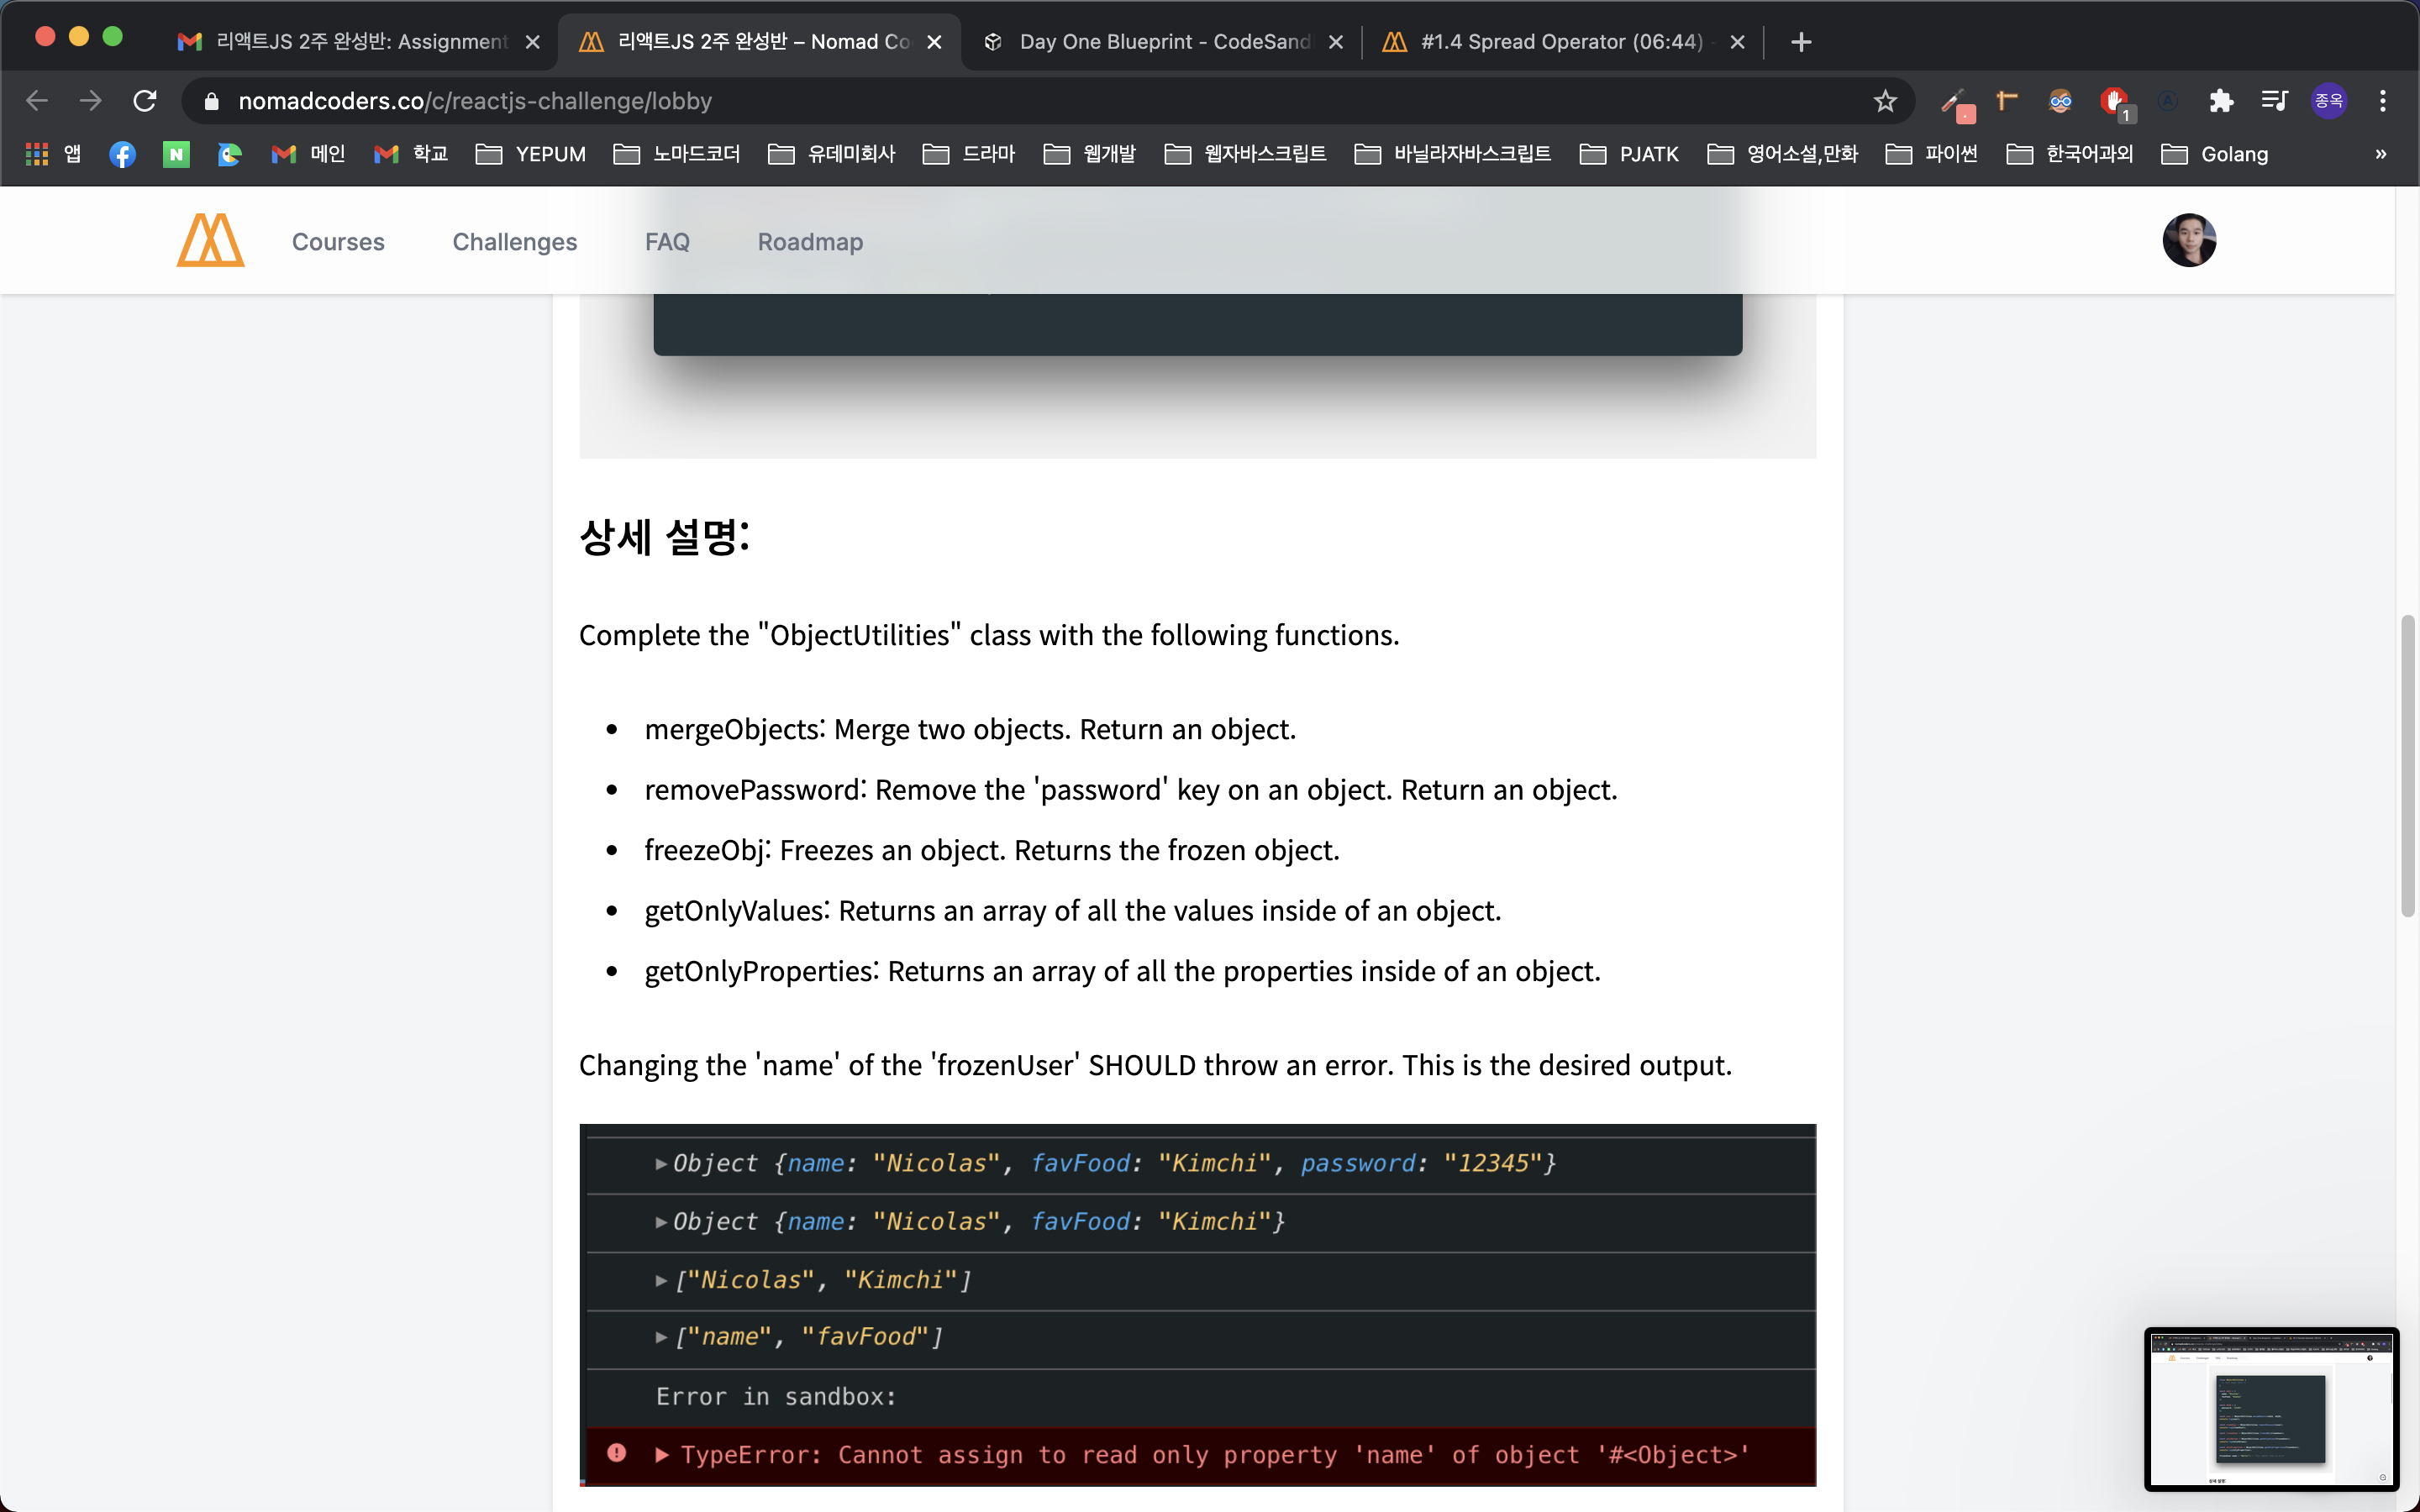 리액트JS 2주 완성반: Assignment
리액트JS 2주 완성반 – Nomad Co
Day One Blueprint - CodeSand
#1.4 Spread Operator (06:44) -
nomadcoders.co/c/reactjs-challenge/lobby
1
종옥
앱
메인
학교
YEPUM
노마드코더
유데미회사
드라마
웹개발
웹자바스크립트
바닐라자바스크립트
PJATK
영어소설,만화
파이썬
한국어과외
Golang
»
Courses
Challenges
FAQ
Roadmap
상세 설명:
Complete the "ObjectUtilities" class with the following functions.
• mergeObjects: Merge two objects. Return an object.
• removePassword: Remove the 'password' key on an object. Return an object.
• freezeObj: Freezes an object. Returns the frozen object.
• getOnlyValues: Returns an array of all the values inside of an object.
• getOnlyProperties: Returns an array of all the properties inside of an object.
Changing the 'name' of the 'frozenUser' SHOULD throw an error. This is the desired output.
▶Object {name: "Nicolas", favFood: "Kimchi", password: "12345"}
▶Object {name: "Nicolas", favFood: "Kimchi"}
▶["Nicolas", "Kimchi"]
▶["name", "favFood"]
Error in sandbox:
▶ TypeError: Cannot assign to read only property 'name' of object '#<Object>'